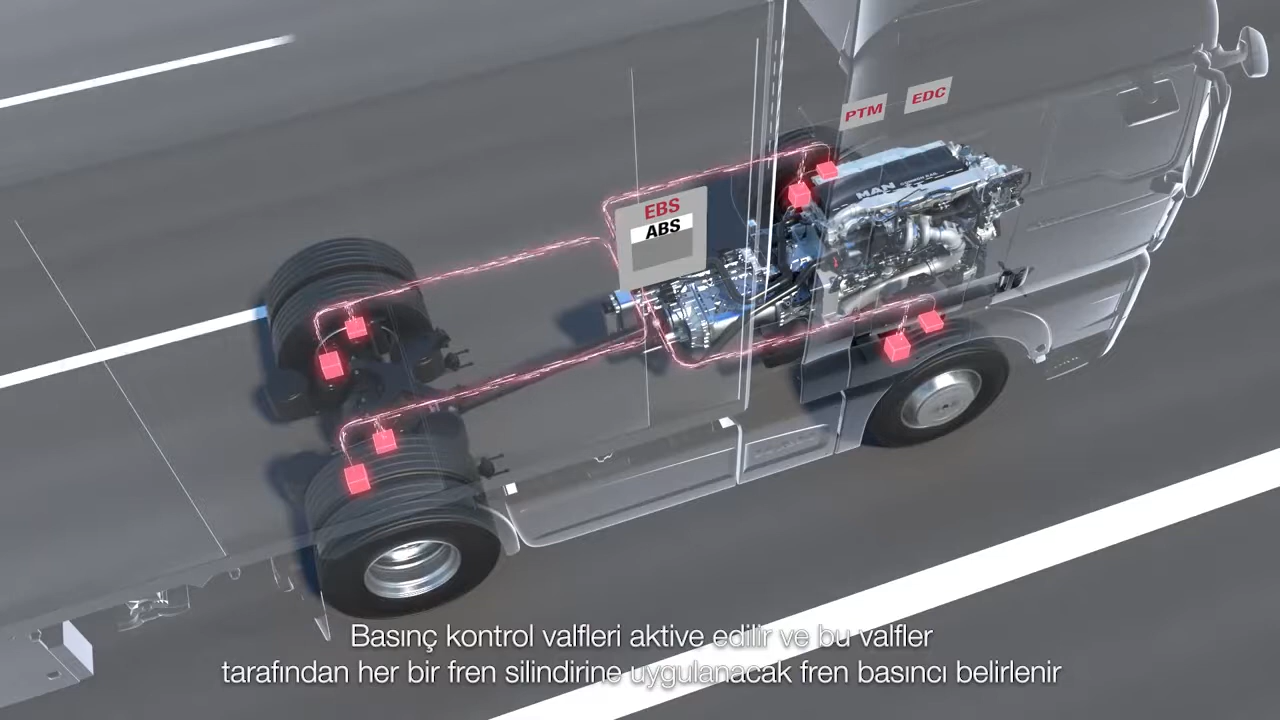 PTM
EDC
EBS
ABS
MAN
Basınç kontrol valfleri aktive edilir ve bu valfler
tarafından her bir fren silindirine uygulanacak fren basıncı belirlenir